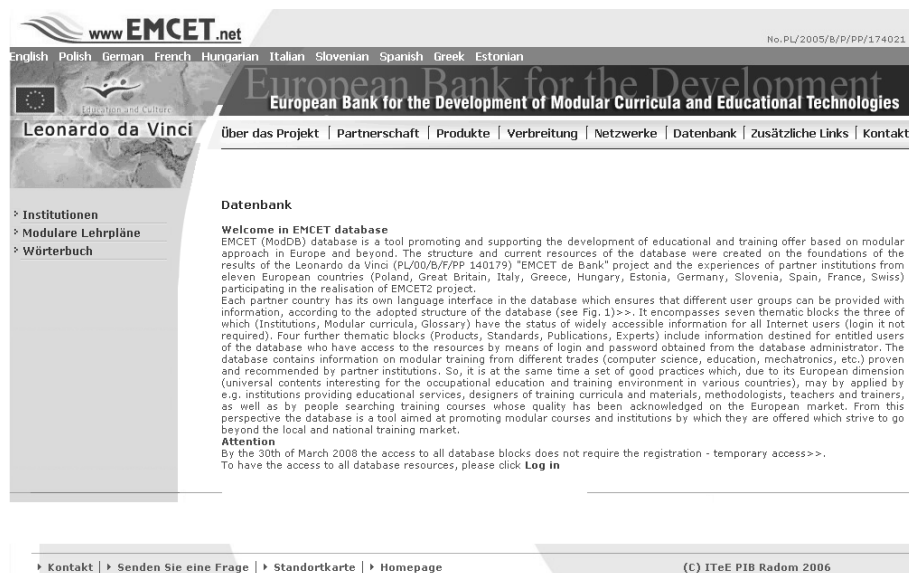 www.EMCET.net
No.PL/2005/B/P/PP/174021
English Polish German French Hungarian Italian Slovenian Spanish Greek Estonian
European Bank for the Development
European Bank for the Development of Modular Curricula and Educational Technologies
Education and Culture
Leonardo da Vinci
Über das Projekt | Partnerschaft | Produkte | Verbreitung | Netzwerke | Datenbank | Zusätzliche Links | Kontakt
Institutionen
Modulare Lehrpläne
Wörterbuch
Datenbank
Welcome in EMCET database
EMCET (ModDB) database is a tool promoting and supporting the development of educational and training offer based on modular
approach in Europe and beyond. The structure and current resources of the database were created on the foundations of the
results of the Leonardo da Vinci (PL/00/B/F/PP 140179) "EMCET de Bank" project and the experiences of partner institutions from
eleven European countries (Poland, Great Britain, Italy, Greece, Hungary, Estonia, Germany, Slovenia, Spain, France, Swiss)
participating in the realisation of EMCET2 project.
Each partner country has its own language interface in the database which ensures that different user groups can be provided with
information, according to the adopted structure of the database (see Fig. 1)>>. It encompasses seven thematic blocks the three of
which (Institutions, Modular curricula, Glossary) have the status of widely accessible information for all Internet users (login it not
required). Four further thematic blocks (Products, Standards, Publications, Experts) include information destined for entitled users
of the database who have access to the resources by means of login and password obtained from the database administrator. The
database contains information on modular training from different trades (computer science, education, mechatronics, etc.) proven
and recommended by partner institutions. So, it is at the same time a set of good practices which, due to its European dimension
(universal contents interesting for the occupational education and training environment in various countries), may by applied by
e.g. institutions providing educational services, designers of training curricula and materials, methodologists, teachers and trainers,
as well as by people searching training courses whose quality has been acknowledged on the European market. From this
perspective the database is a tool aimed at promoting modular courses and institutions by which they are offered which strive to go
beyond the local and national training market.
Attention
By the 30th of March 2008 the access to all database blocks does not require the registration - temporary access>>.
To have the access to all database resources, please click Log in
Kontakt | Senden Sie eine Frage | Standortkarte | Homepage
(C) ITeE PIB Radom 2006